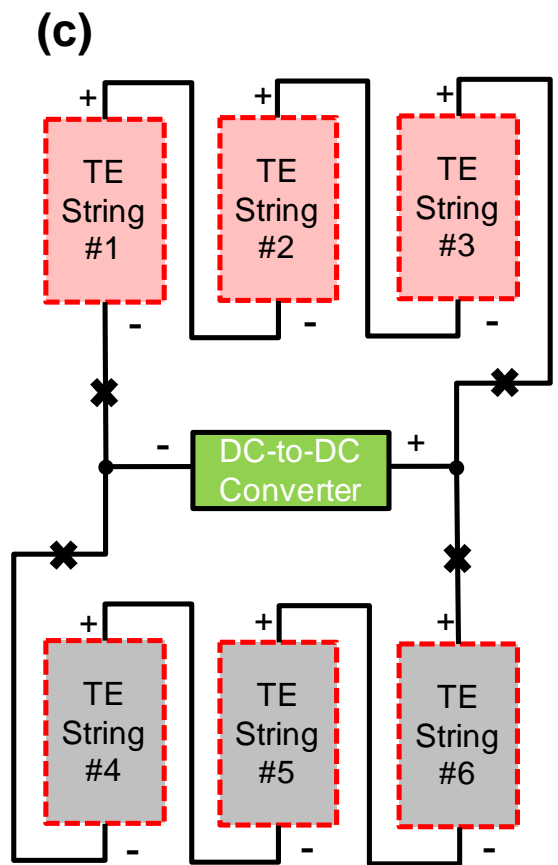 (c)
+ + +
TE
String
#1
TE
String
#2
TE
String
#3
- - -
- DC-to-DC
Converter +
+ + +
TE
String
#4
TE
String
#5
TE
String
#6
- - -